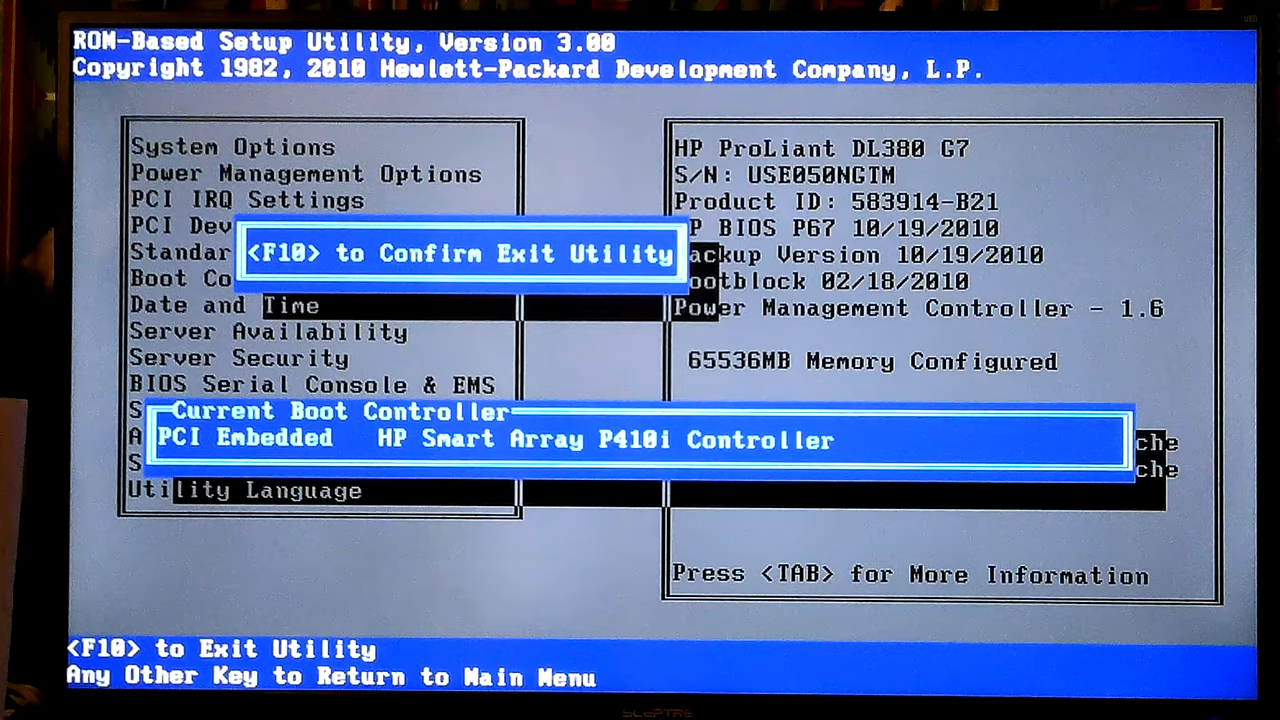 ROM-Based Setup Utility, Version 3.00
Copyright 1982, 2010 Hewlett-Packard Development Company, L.P.
System Options
Power Management Options
PCI IRQ Settings
PCI Dev
Standar
Boot Co
Date and Time
Server Availability
Server Security
BIOS Serial Console & EMS
S
A
S
Utility Language
<F10> to Confirm Exit Utility
HP ProLiant DL380 G7
S/N: USE050NGTM
Product ID: 583914-B21
P BIOS P67 10/19/2010
ackup Version 10/19/2010
ootblock 02/18/2010
Power Management Controller - 1.6
65536MB Memory Configured
Current Boot Controller
PCI Embedded HP Smart Array P410i Controller
che
che
Press <TAB> for More Information
<F10> to Exit Utility
Any Other Key to Return to Main Menu
SCEPTRE